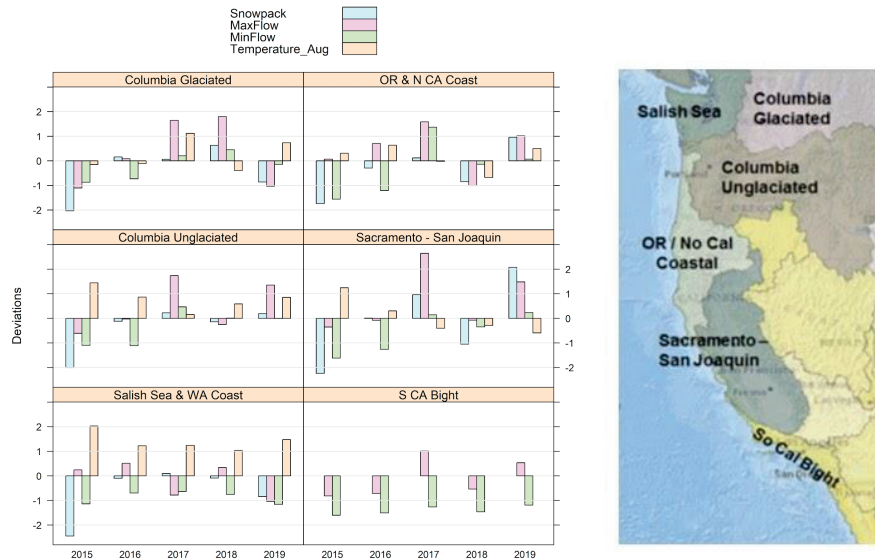 Snowpack
MaxFlow
MinFlow
Temperature_Aug
Columbia Glaciated
OR & N CA Coast
2
1
0
-1
-2
Columbia Unglaciated
Sacramento - San Joaquin
2
1
0
-1
-2
Salish Sea & WA Coast
S CA Bight
2
1
0
-1
-2
Deviations
2015 2016 2017 2018 2019
2015 2016 2017 2018 2019
Salish Sea
Columbia
Glaciated
Columbia
Unglaciated
OR / No Cal
Coastal
Sacramento –
San Joaquin
Fresno
So Cal Bight